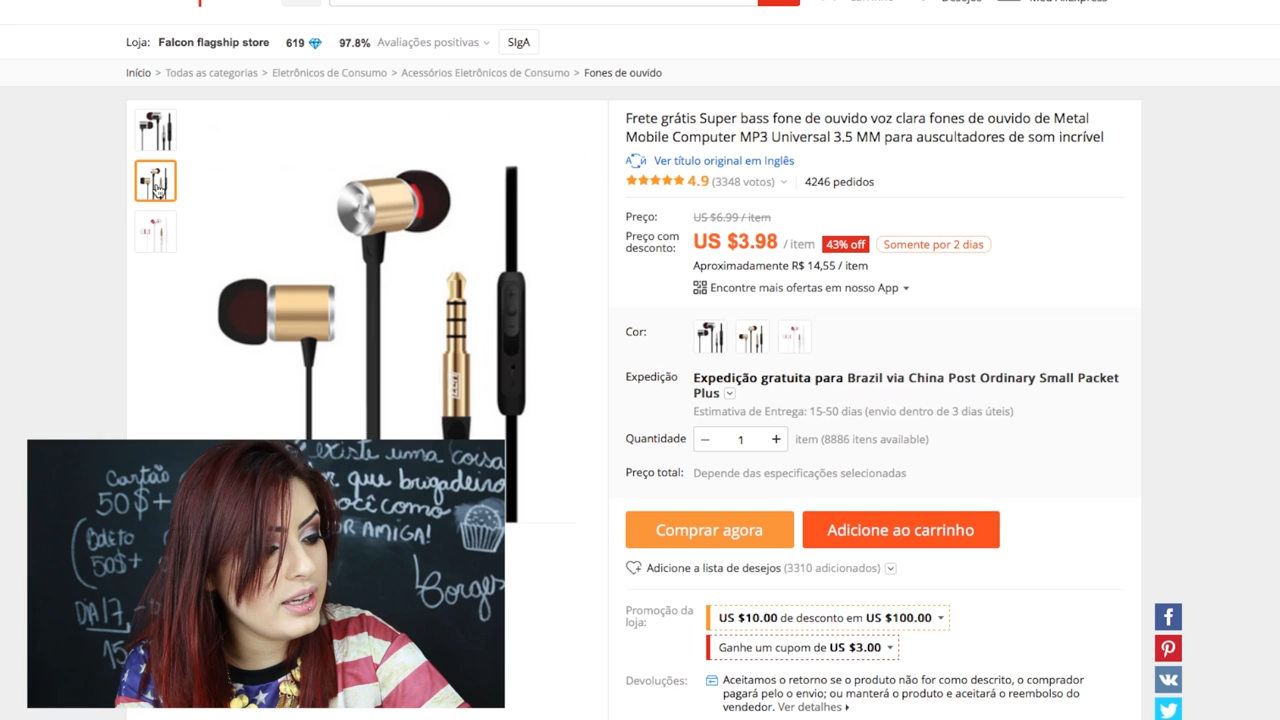 Desejos
Meu AliExpress
Loja: Falcon flagship store 619 97.8% Avaliações positivas SIgA
Início > Todas as categorias > Eletrônicos de Consumo > Acessórios Eletrônicos de Consumo > Fones de ouvido
Frete grátis Super bass fone de ouvido voz clara fones de ouvido de Metal
Mobile Computer MP3 Universal 3.5 MM para auscultadores de som incrível
Ver título original em Inglês
4.9 (3348 votos) 4246 pedidos
Preço: US $6.99 / item
Preço com
desconto: US $3.98 / item 43% off Somente por 2 dias
Aproximadamente R$ 14,55 / item
Encontre mais ofertas em nosso App
Cor:
Expedição Expedição gratuita para Brazil via China Post Ordinary Small Packet
Plus
Estimativa de Entrega: 15-50 dias (envio dentro de 3 dias úteis)
Quantidade − 1 + item (8886 itens available)
Preço total: Depende das especificações selecionadas
Comprar agora Adicione ao carrinho
Adicione a lista de desejos (3310 adicionados)
Promoção da
loja: US $10.00 de desconto em US $100.00
Ganhe um cupom de US $3.00
Devoluções: Aceitamos o retorno se o produto não for como descrito, o comprador
pagará pelo o envio; ou manterá o produto e aceitará o reembolso do
vendedor. Ver detalhes
existe uma coisa
que brigadeiro
você como
AMIGA!
Borges
Cartão
50$+
(Boleto
50$+
DIA 17
15